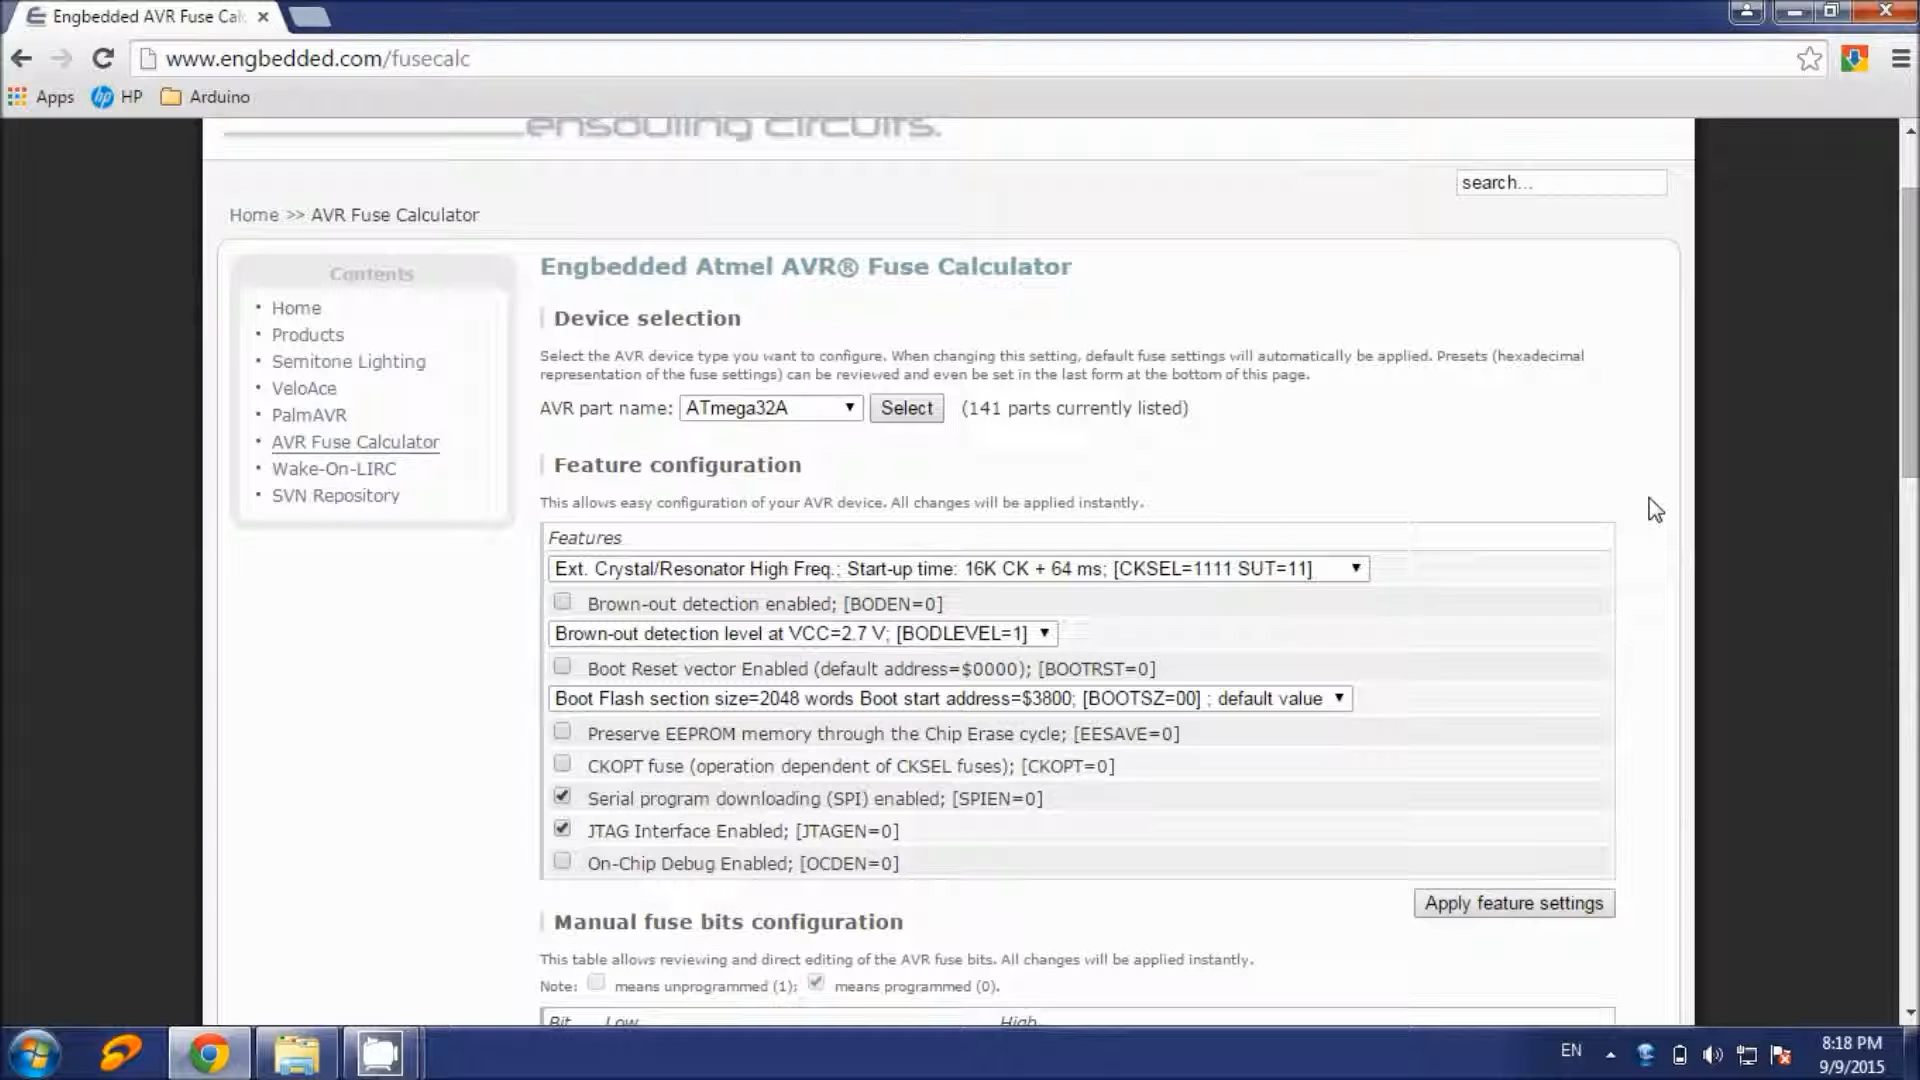 Engbedded AVR Fuse Cal
www.engbedded.com/fusecalc
Apps HP Arduino
ensouling circuits.
search...
Home >> AVR Fuse Calculator
Contents
• Home
• Products
• Semitone Lighting
• VeloAce
• PalmAVR
• AVR Fuse Calculator
• Wake-On-LIRC
• SVN Repository
Engbedded Atmel AVR® Fuse Calculator
Device selection
Select the AVR device type you want to configure. When changing this setting, default fuse settings will automatically be applied. Presets (hexadecimal
representation of the fuse settings) can be reviewed and even be set in the last form at the bottom of this page.
AVR part name: ATmega32A Select (141 parts currently listed)
Feature configuration
This allows easy configuration of your AVR device. All changes will be applied instantly.
Features
Ext. Crystal/Resonator High Freq.; Start-up time: 16K CK + 64 ms; [CKSEL=1111 SUT=11]
Brown-out detection enabled; [BODEN=0]
Brown-out detection level at VCC=2.7 V; [BODLEVEL=1]
Boot Reset vector Enabled (default address=$0000); [BOOTRST=0]
Boot Flash section size=2048 words Boot start address=$3800; [BOOTSZ=00] ; default value
Preserve EEPROM memory through the Chip Erase cycle; [EESAVE=0]
CKOPT fuse (operation dependent of CKSEL fuses); [CKOPT=0]
Serial program downloading (SPI) enabled; [SPIEN=0]
JTAG Interface Enabled; [JTAGEN=0]
On-Chip Debug Enabled; [OCDEN=0]
Apply feature settings
Manual fuse bits configuration
This table allows reviewing and direct editing of the AVR fuse bits. All changes will be applied instantly.
Note: means unprogrammed (1); means programmed (0).
Bit Low High
EN
8:18 PM
9/9/2015